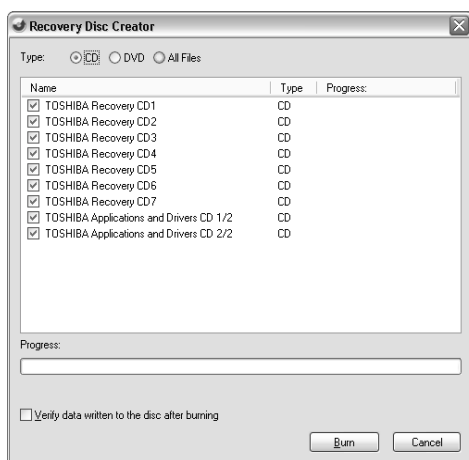 Recovery Disc Creator
Type: CD DVD All Files
Name Type Progress:
TOSHIBA Recovery CD1 CD
TOSHIBA Recovery CD2 CD
TOSHIBA Recovery CD3 CD
TOSHIBA Recovery CD4 CD
TOSHIBA Recovery CD5 CD
TOSHIBA Recovery CD6 CD
TOSHIBA Recovery CD7 CD
TOSHIBA Applications and Drivers CD 1/2 CD
TOSHIBA Applications and Drivers CD 2/2 CD
Progress:
Verify data written to the disc after burning
Burn Cancel